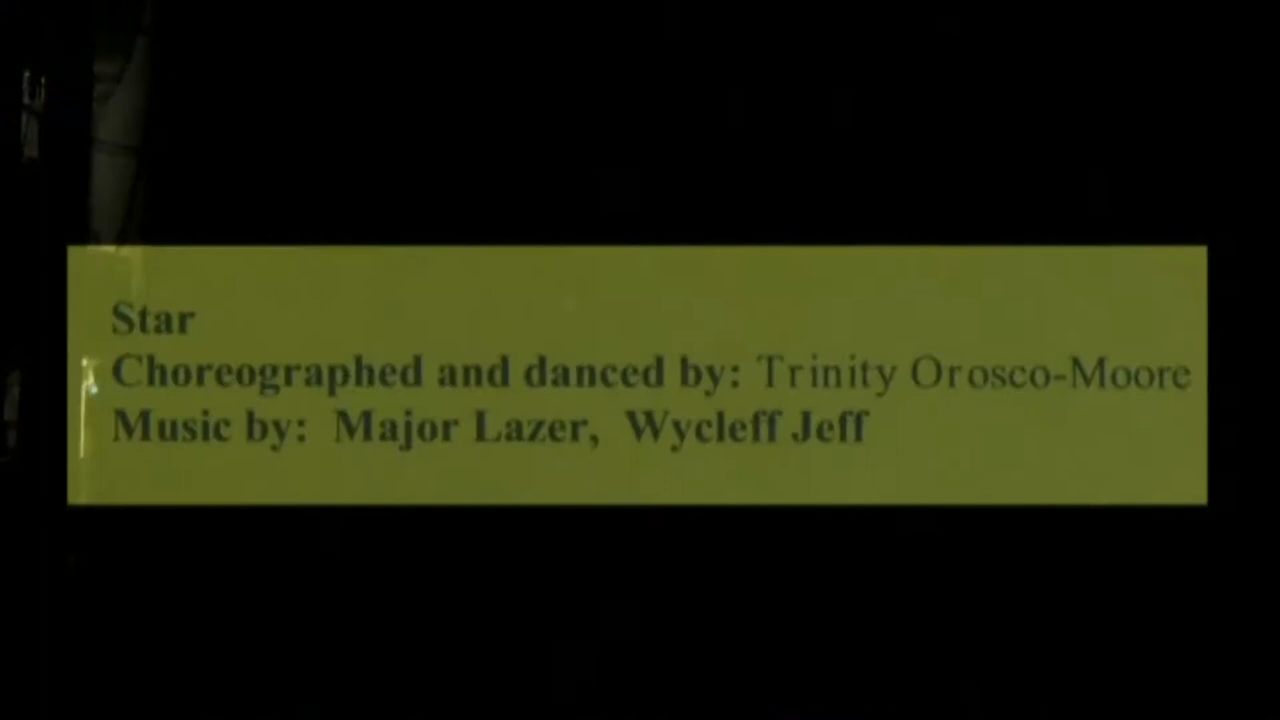 Star
Choreographed and danced by: Trinity Orosco-Moore
Music by: Major Lazer, Wycleff Jeff